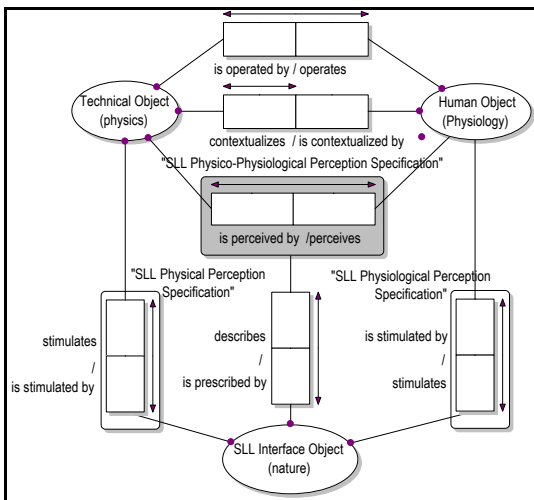 is operated by / operates
Technical Object
(physics)
Human Object
(Physiology)
contextualizes / is contextualized by
"SLL Physico-Physiological Perception Specification"
is perceived by /perceives
"SLL Physical Perception
Specification"
"SLL Physiological Perception
Specification"
stimulates
/
is stimulated by
describes
/
is prescribed by
is stimulated by
/
stimulates
SLL Interface Object
(nature)